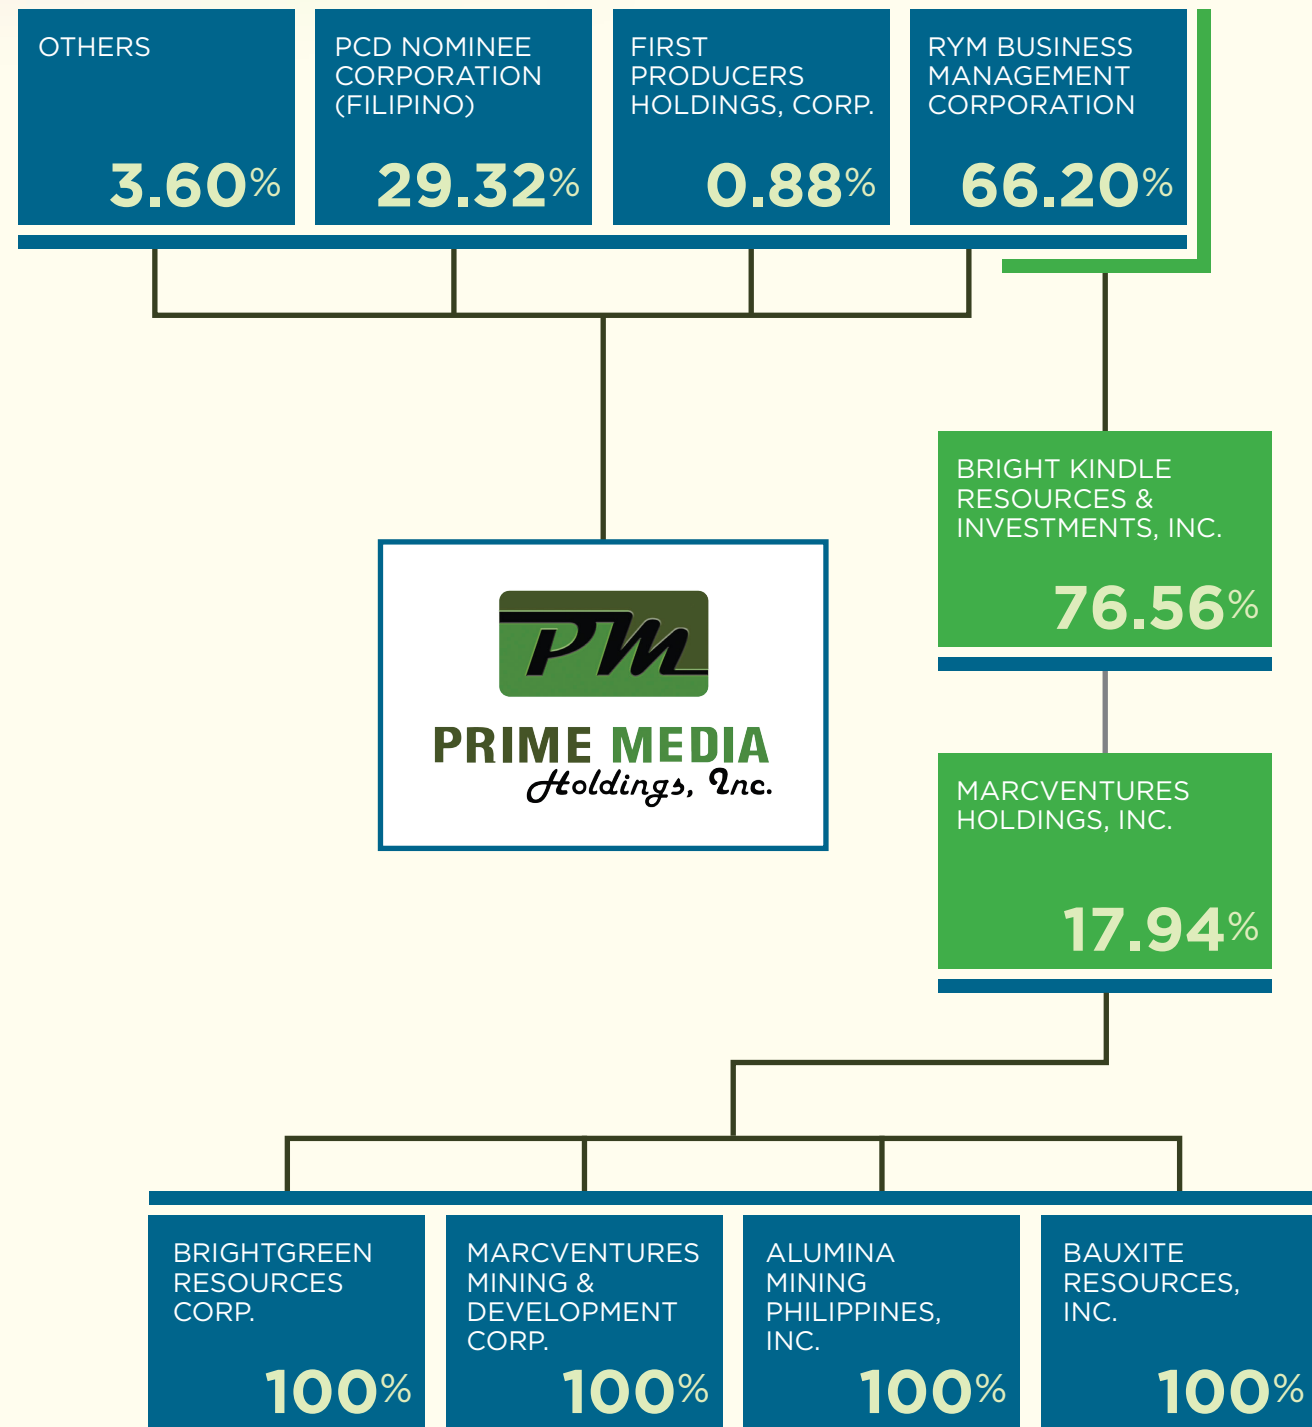 OTHERS
3.60%
PCD NOMINEE
CORPORATION
(FILIPINO)
29.32%
FIRST
PRODUCERS
HOLDINGS, CORP.
0.88%
RYM BUSINESS
MANAGEMENT
CORPORATION
66.20%
BRIGHT KINDLE
RESOURCES &
INVESTMENTS, INC.
76.56%
PM
PRIME MEDIA
Holdings, Inc.
MARCVENTURES
HOLDINGS, INC.
17.94%
BRIGHTGREEN
RESOURCES
CORP.
100%
MARCVENTURES
MINING &
DEVELOPMENT
CORP.
100%
ALUMINA
MINING
PHILIPPINES,
INC.
100%
BAUXITE
RESOURCES,
INC.
100%